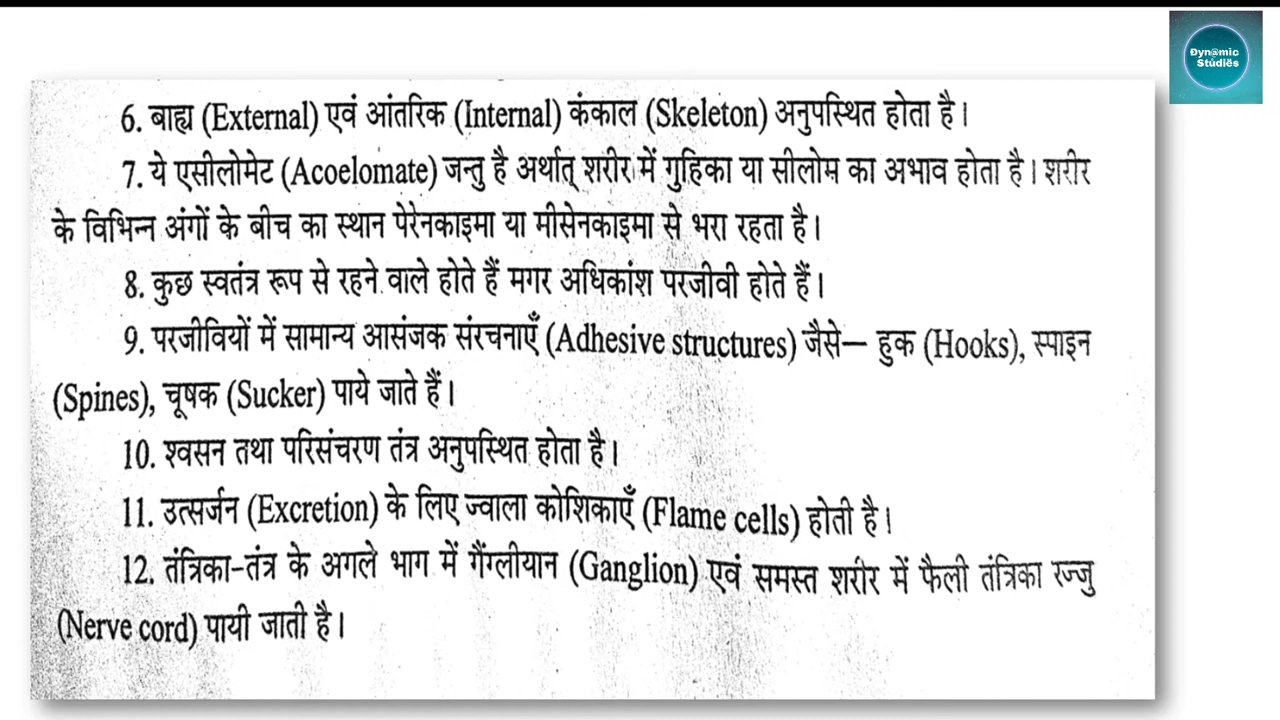 Đyn@mic
Stúdiës
6. बाह्य (External) एवं आंतरिक (Internal) कंकाल (Skeleton) अनुपस्थित होता है।
7. ये एसीलोमेट (Acoelomate) जन्तु है अर्थात् शरीर में गुहिका या सीलोम का अभाव होता है। शरीर
के विभिन्न अंगों के बीच का स्थान पेरेनकाइमा या मीसेनकाइमा से भरा रहता है।
8. कुछ स्वतंत्र रूप से रहने वाले होते हैं मगर अधिकांश परजीवी होते हैं।
9. परजीवियों में सामान्य आसंजक संरचनाएँ (Adhesive structures) जैसे— हुक (Hooks), स्पाइन
(Spines), चूषक (Sucker) पाये जाते हैं।
10. श्वसन तथा परिसंचरण तंत्र अनुपस्थित होता है।
11. उत्सर्जन (Excretion) के लिए ज्वाला कोशिकाएँ (Flame cells) होती है।
12. तंत्रिका-तंत्र के अगले भाग में गैंग्लीयान (Ganglion) एवं समस्त शरीर में फैली तंत्रिका रज्जु
(Nerve cord) पायी जाती है।